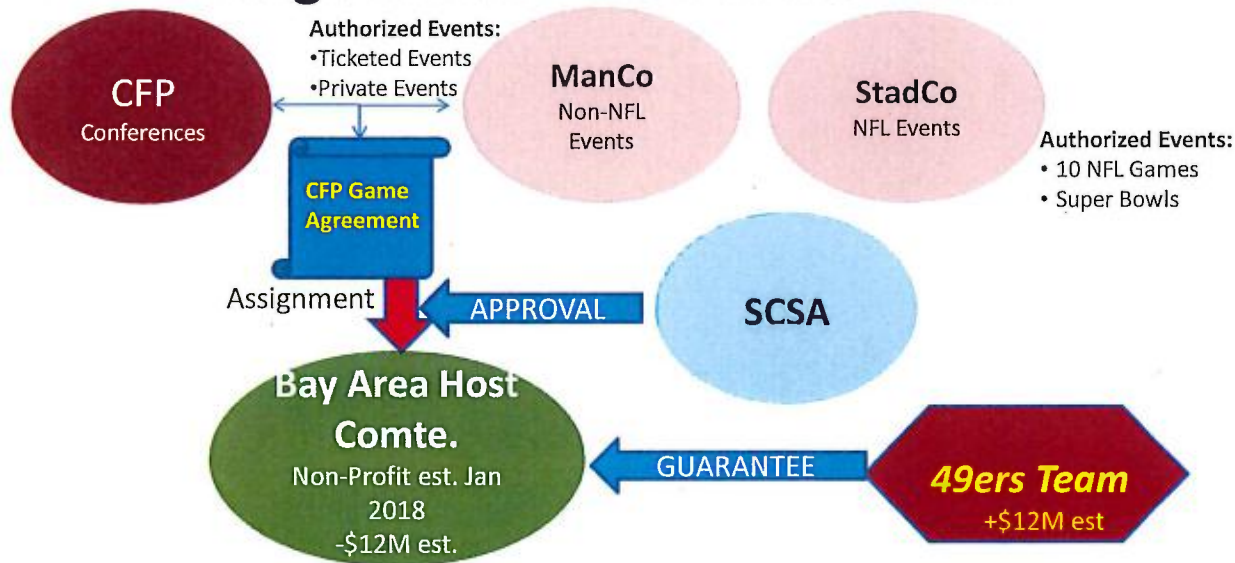 Authorized Events:
•Ticketed Events
•Private Events
CFP
Conferences
ManCo
Non-NFL
Events
StadCo
NFL Events
Authorized Events:
• 10 NFL Games
• Super Bowls
CFP Game
Agreement
Assignment
APPROVAL
SCSA
Bay Area Host
Comte.
Non-Profit est. Jan
2018
-$12M est.
GUARANTEE
49ers Team
+$12M est